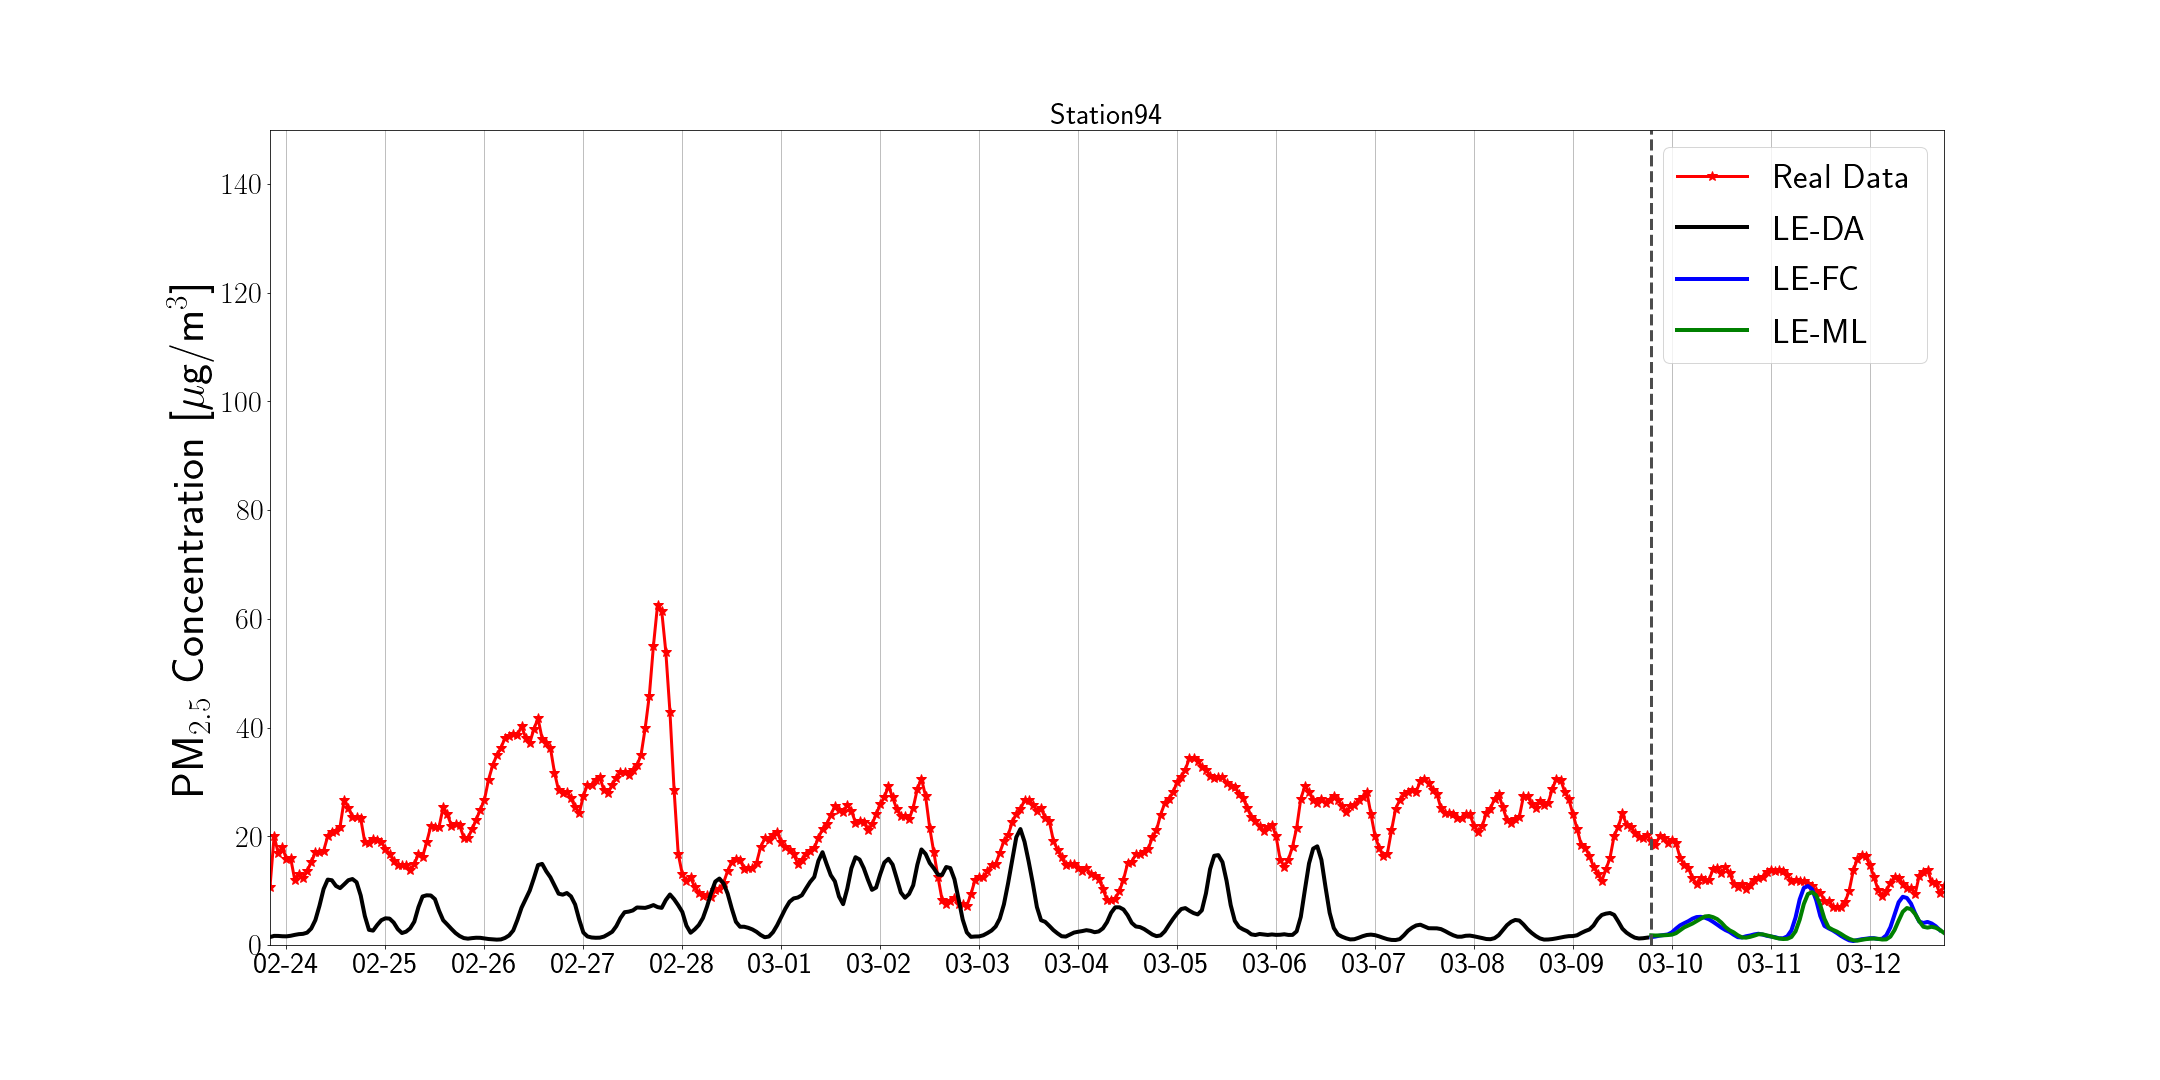 Station94
PM2.5 Concentration [μg/m3]
140
120
100
80
60
40
20
0
Real Data
LE-DA
LE-FC
LE-ML
02-24 02-25 02-26 02-27 02-28 03-01 03-02 03-03 03-04 03-05 03-06 03-07 03-08 03-09 03-10 03-11 03-12